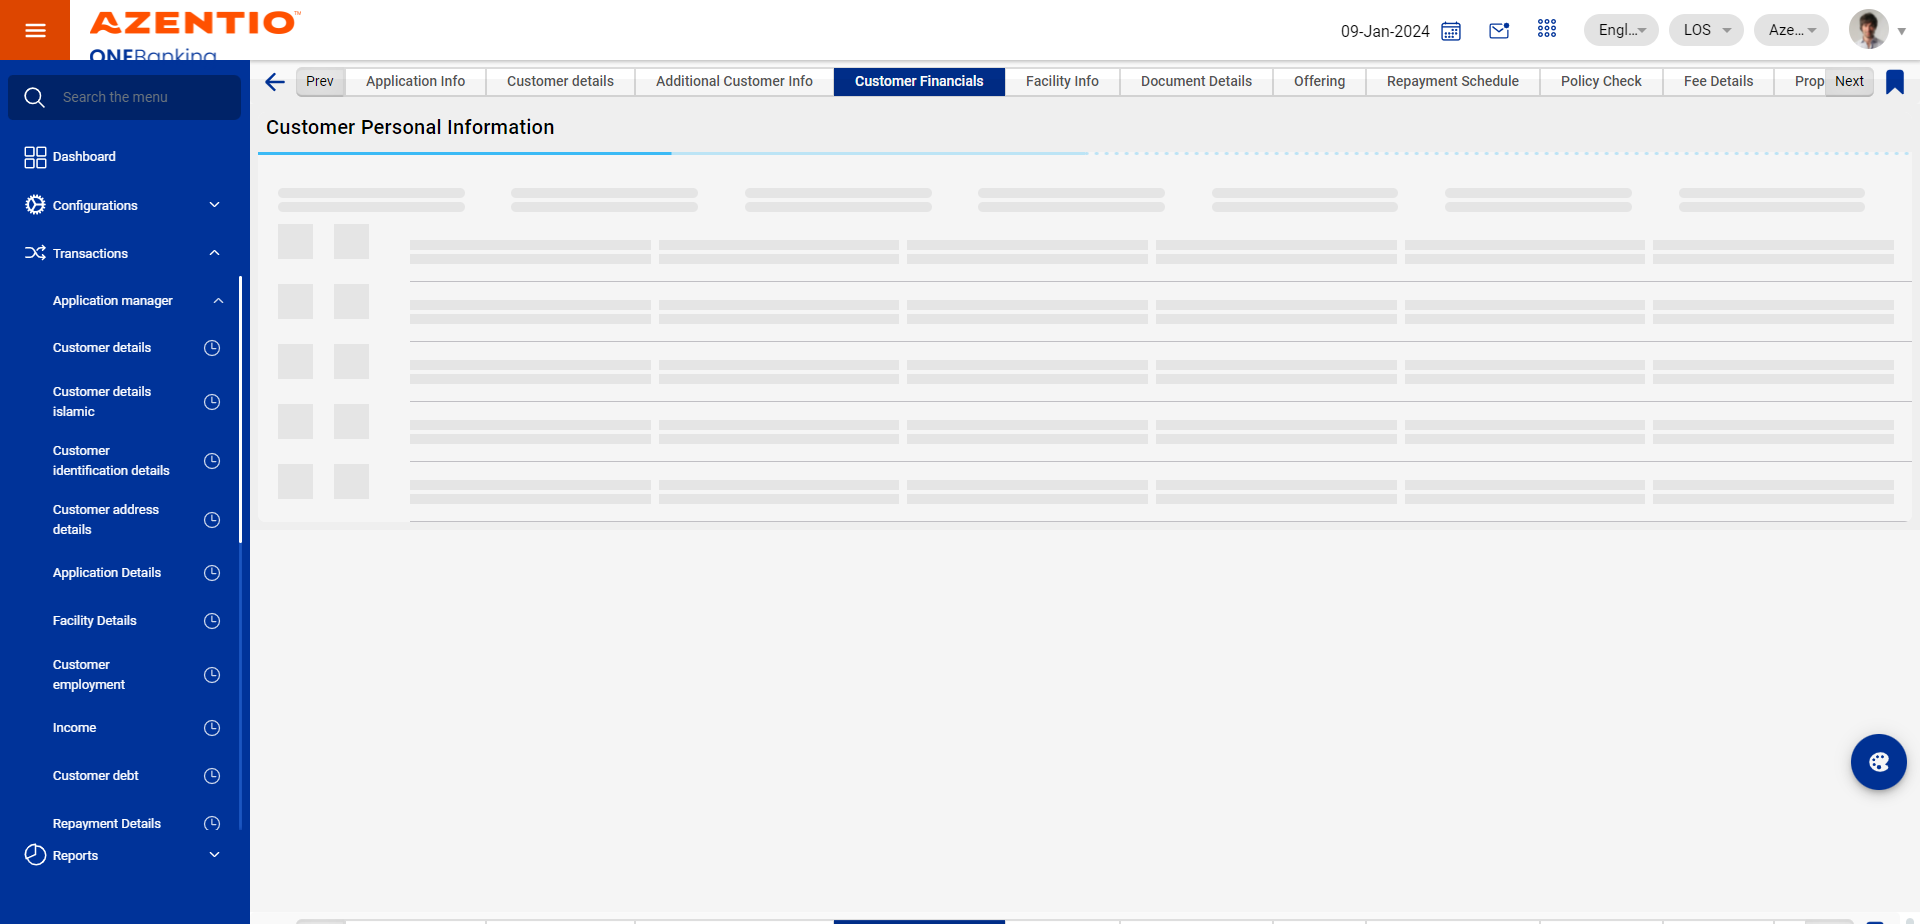 AZENTIO™
ONEBanking
09-Jan-2024
Engl...
LOS
Aze...
Search the menu
Prev
Application Info
Customer details
Additional Customer Info
Customer Financials
Facility Info
Document Details
Offering
Repayment Schedule
Policy Check
Fee Details
Prop
Next
Customer Personal Information
Dashboard
Configurations
Transactions
Application manager
Customer details
Customer details
islamic
Customer
identification details
Customer address
details
Application Details
Facility Details
Customer
employment
Income
Customer debt
Repayment Details
Reports